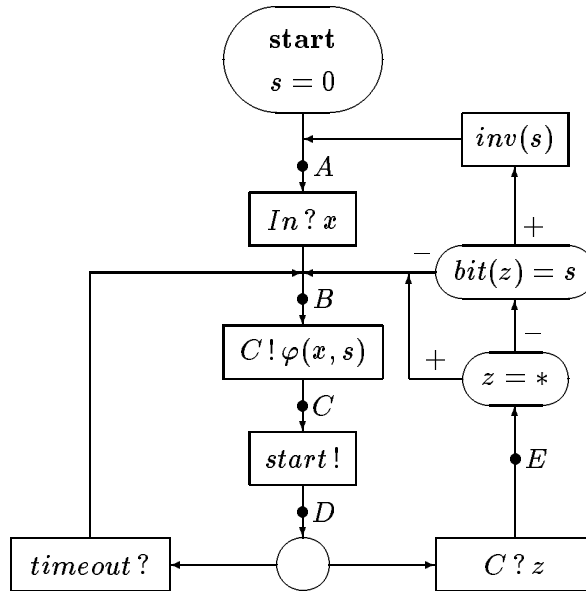 start
s = 0
inv(s)
A
In ? x
+
−
bit(z) = s
B
−
C ! φ(x, s)
+
z = ∗
C
start !
E
D
timeout ?
C ? z